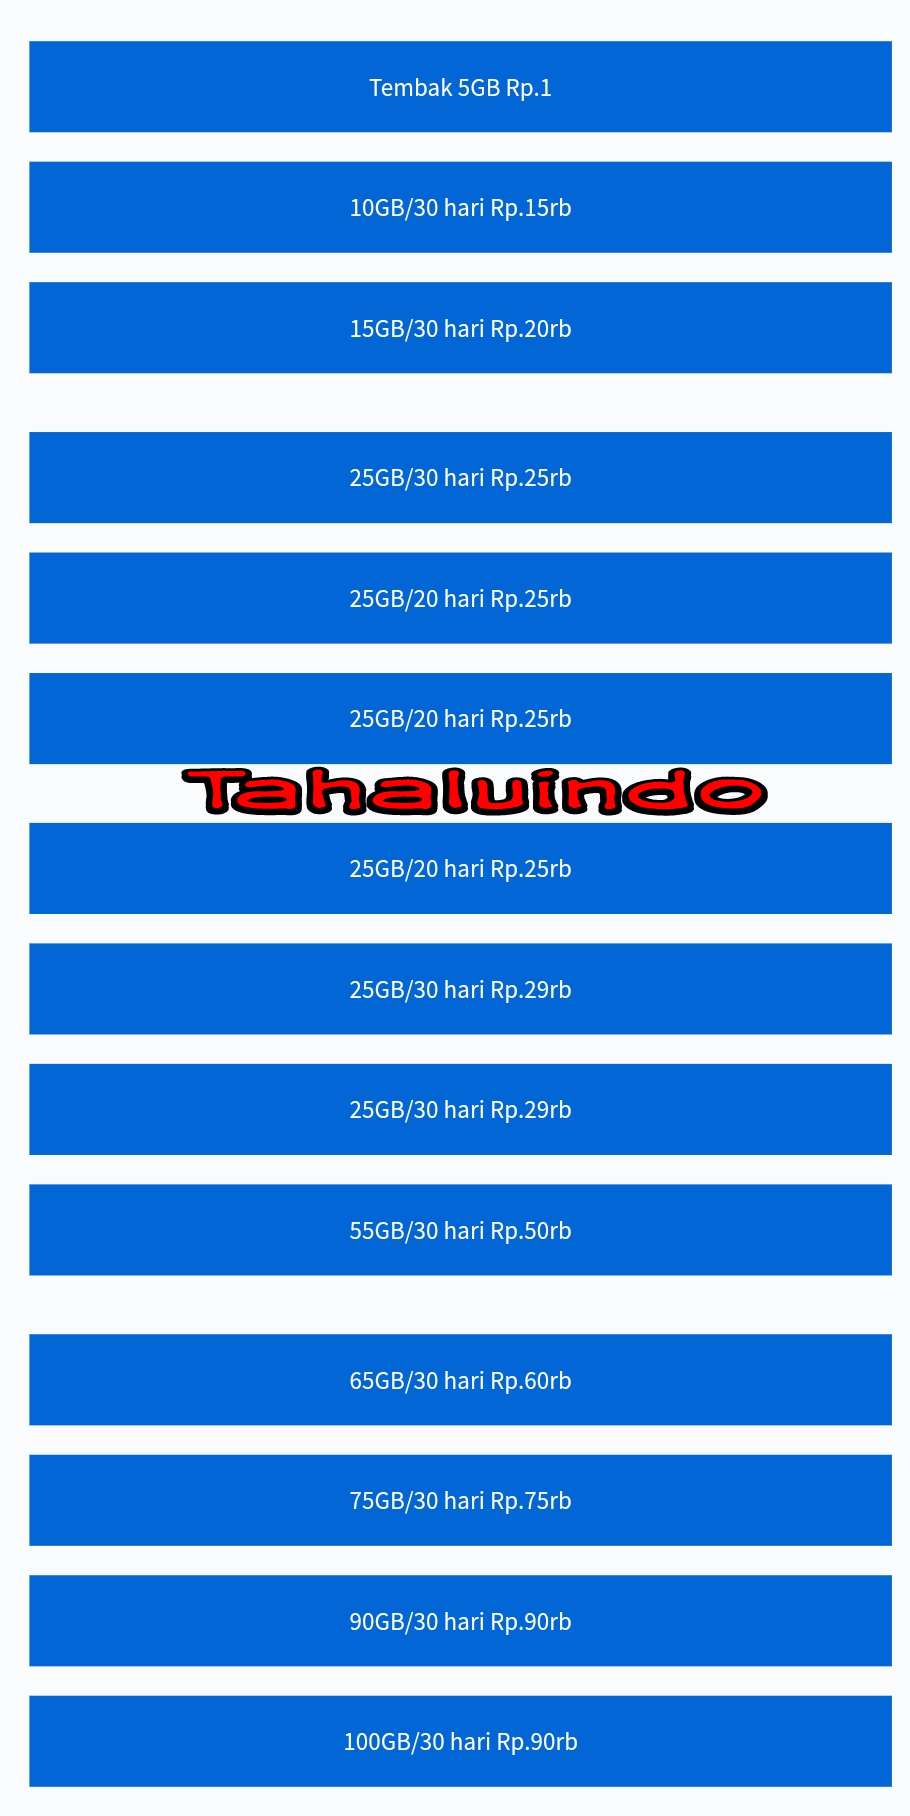 Tembak 5GB Rp.1
10GB/30 hari Rp.15rb
15GB/30 hari Rp.20rb
25GB/30 hari Rp.25rb
25GB/20 hari Rp.25rb
25GB/20 hari Rp.25rb
Tahaluindo
25GB/20 hari Rp.25rb
25GB/30 hari Rp.29rb
25GB/30 hari Rp.29rb
55GB/30 hari Rp.50rb
65GB/30 hari Rp.60rb
75GB/30 hari Rp.75rb
90GB/30 hari Rp.90rb
100GB/30 hari Rp.90rb